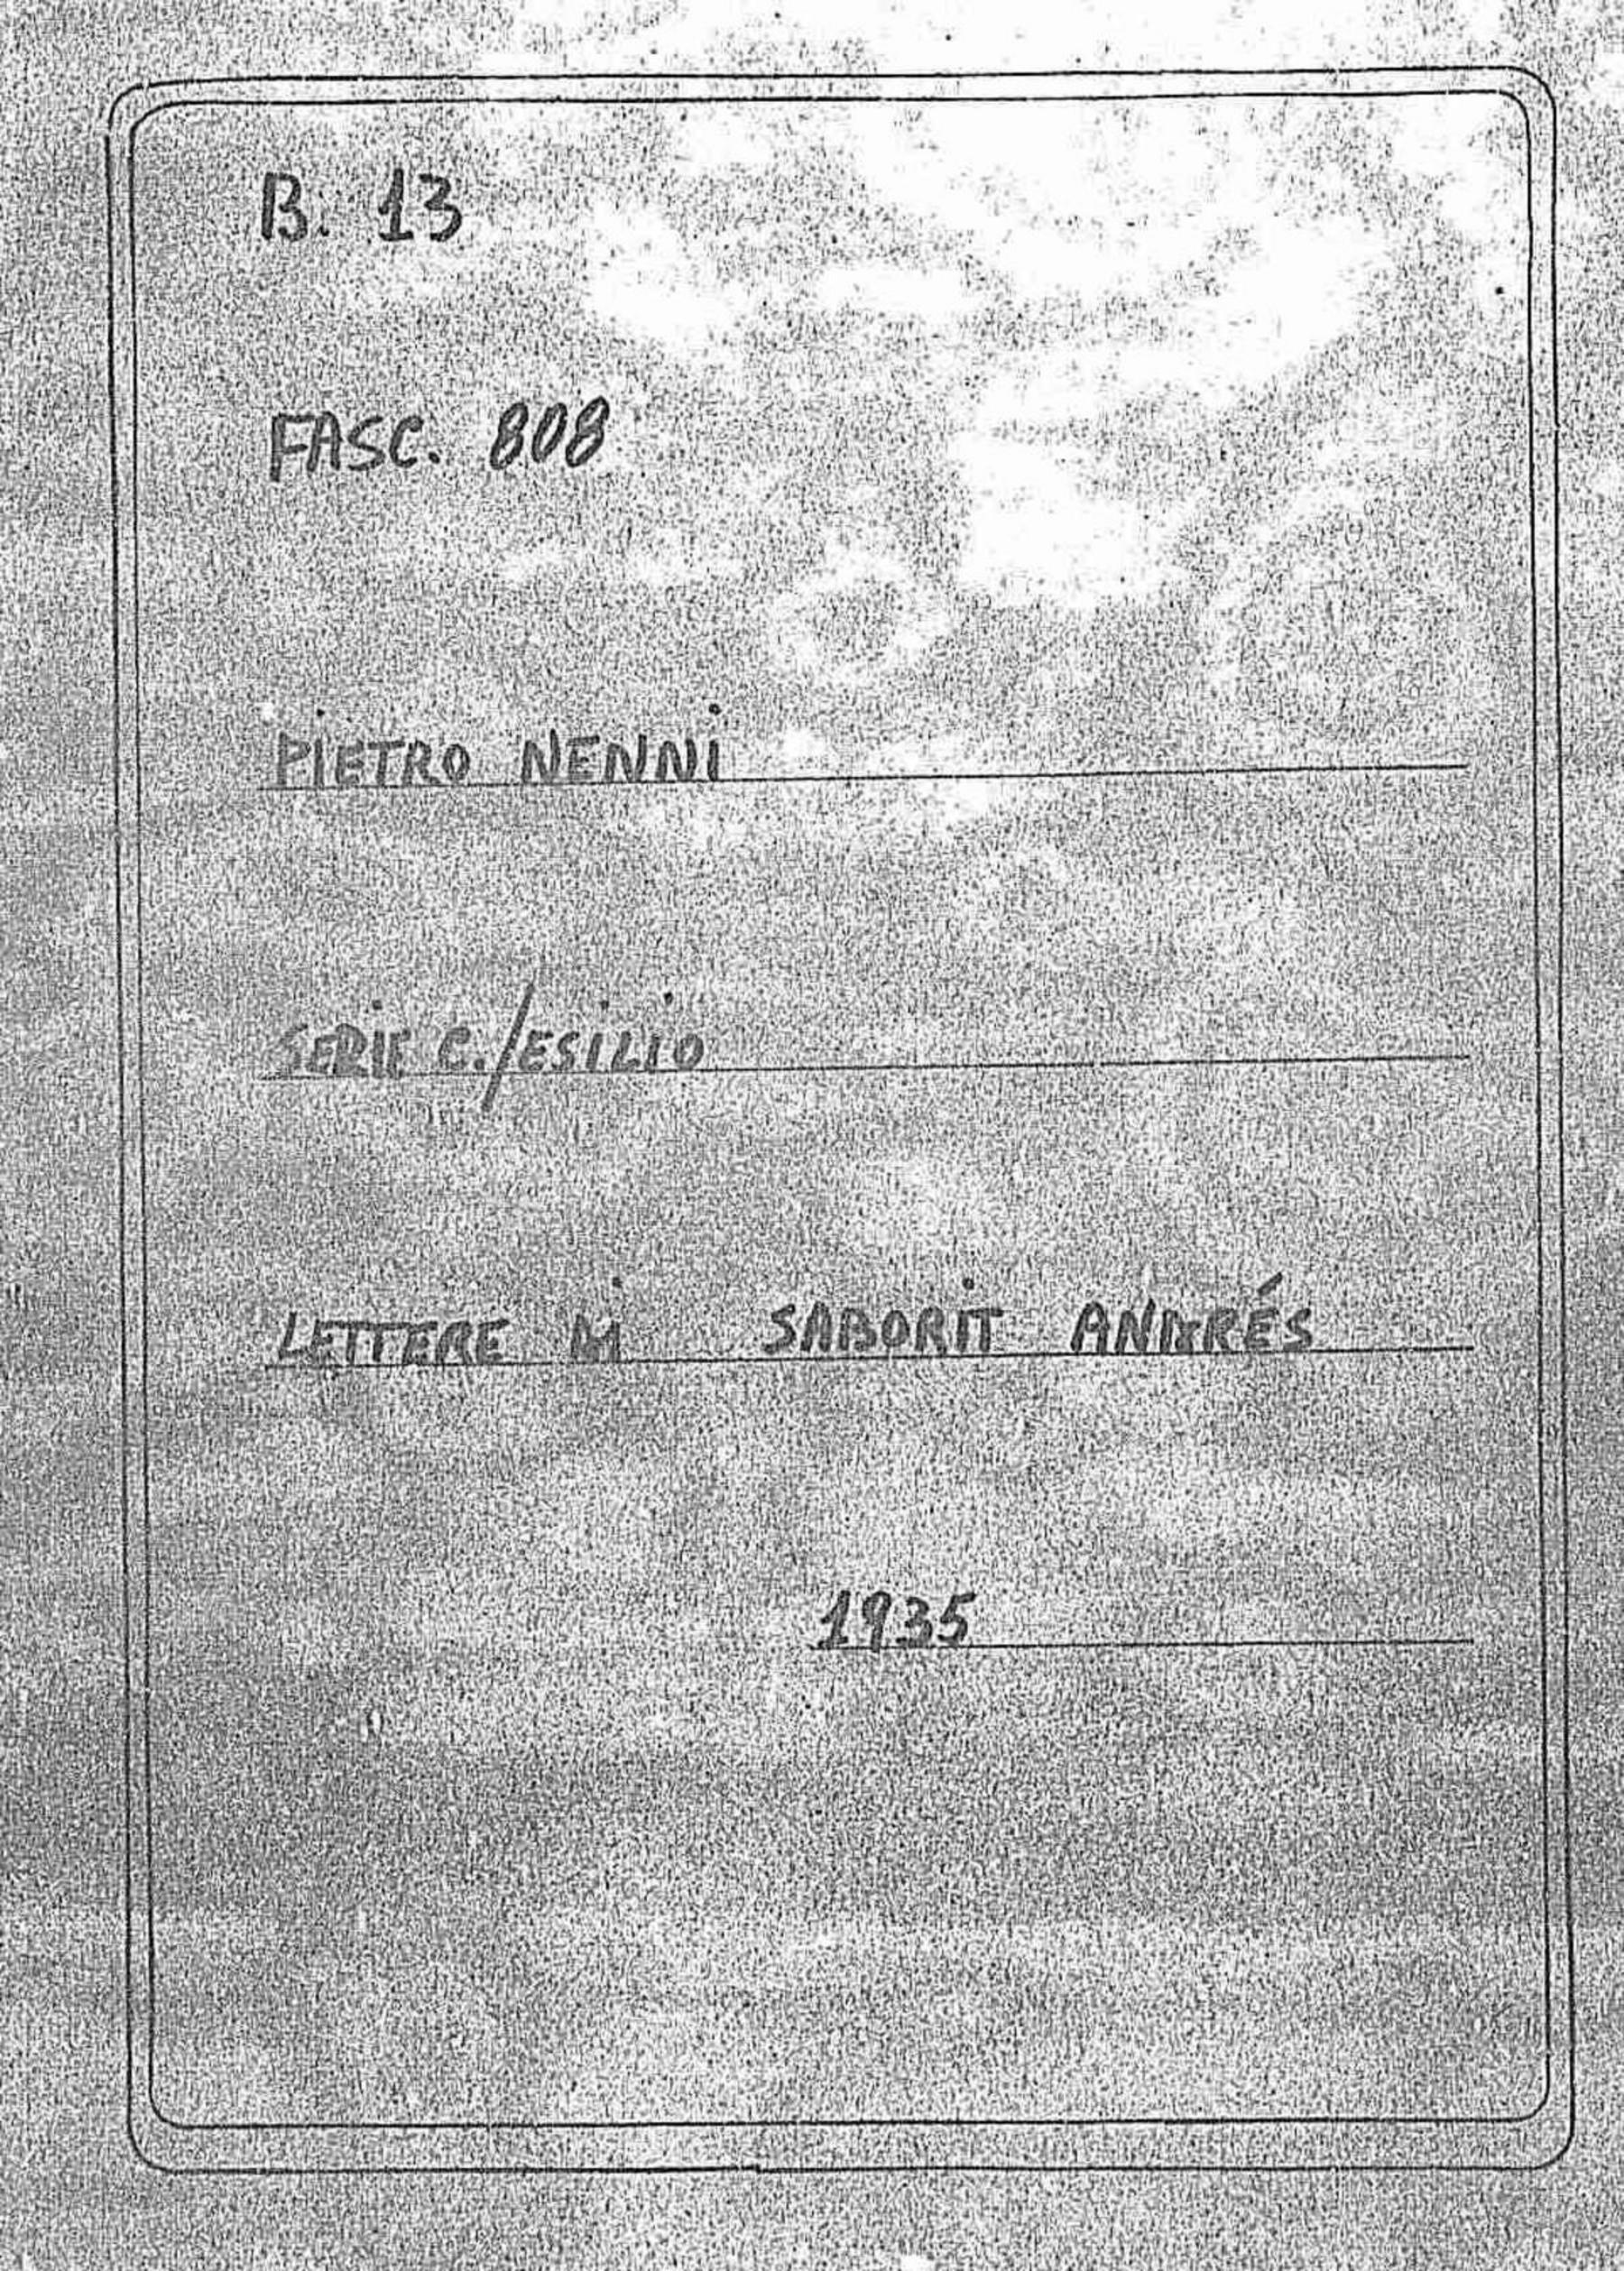 B. 13
FASC. 808
PIETRO NENNI
SERIE C./ESILIO
LETTERE DI SABORIT ANDRÉS
1935